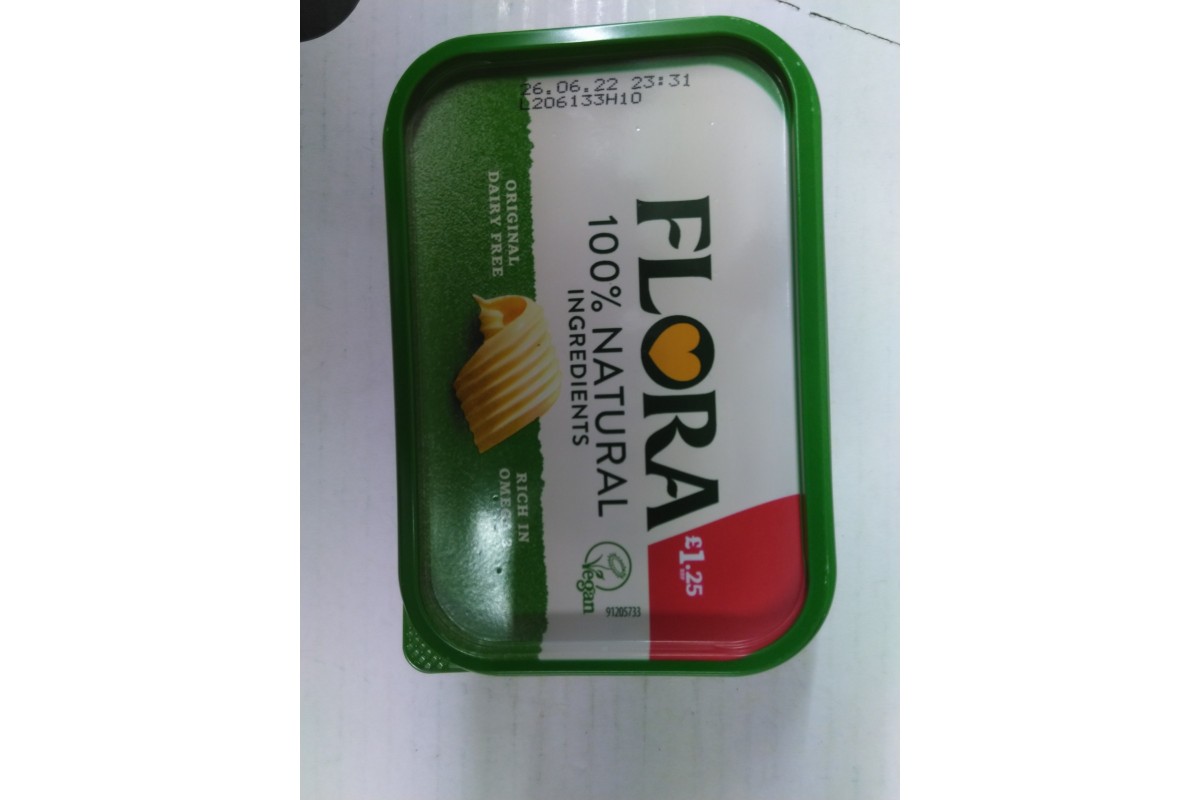 26.06.22 23:31
L206133H10
FLORA
100% NATURAL
INGREDIENTS
ORIGINAL
DAIRY FREE
RICH IN
OMEGA 3
£1.25
Vegan
91205733